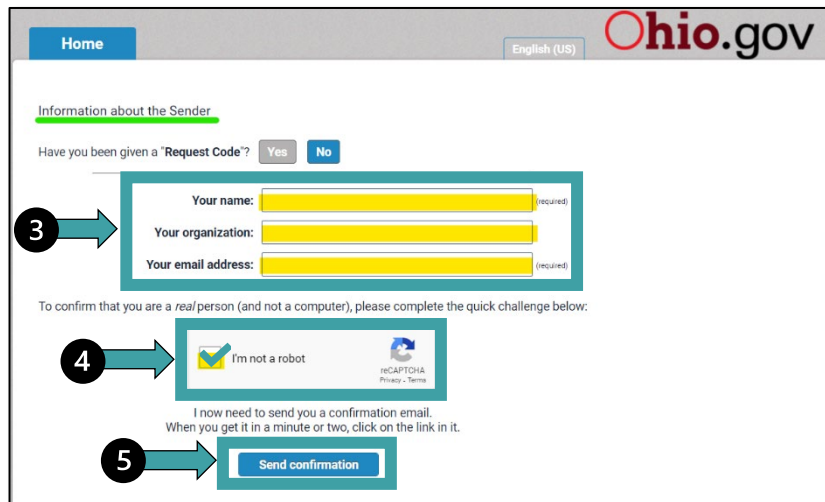 Home
English (US)
Ohio.gov
Information about the Sender
Have you been given a "Request Code"? Yes No
3
Your name: (required)
Your organization:
Your email address: (required)
To confirm that you are a real person (and not a computer), please complete the quick challenge below:
4
I'm not a robot
reCAPTCHA
Privacy - Terms
I now need to send you a confirmation email.
When you get it in a minute or two, click on the link in it.
5
Send confirmation